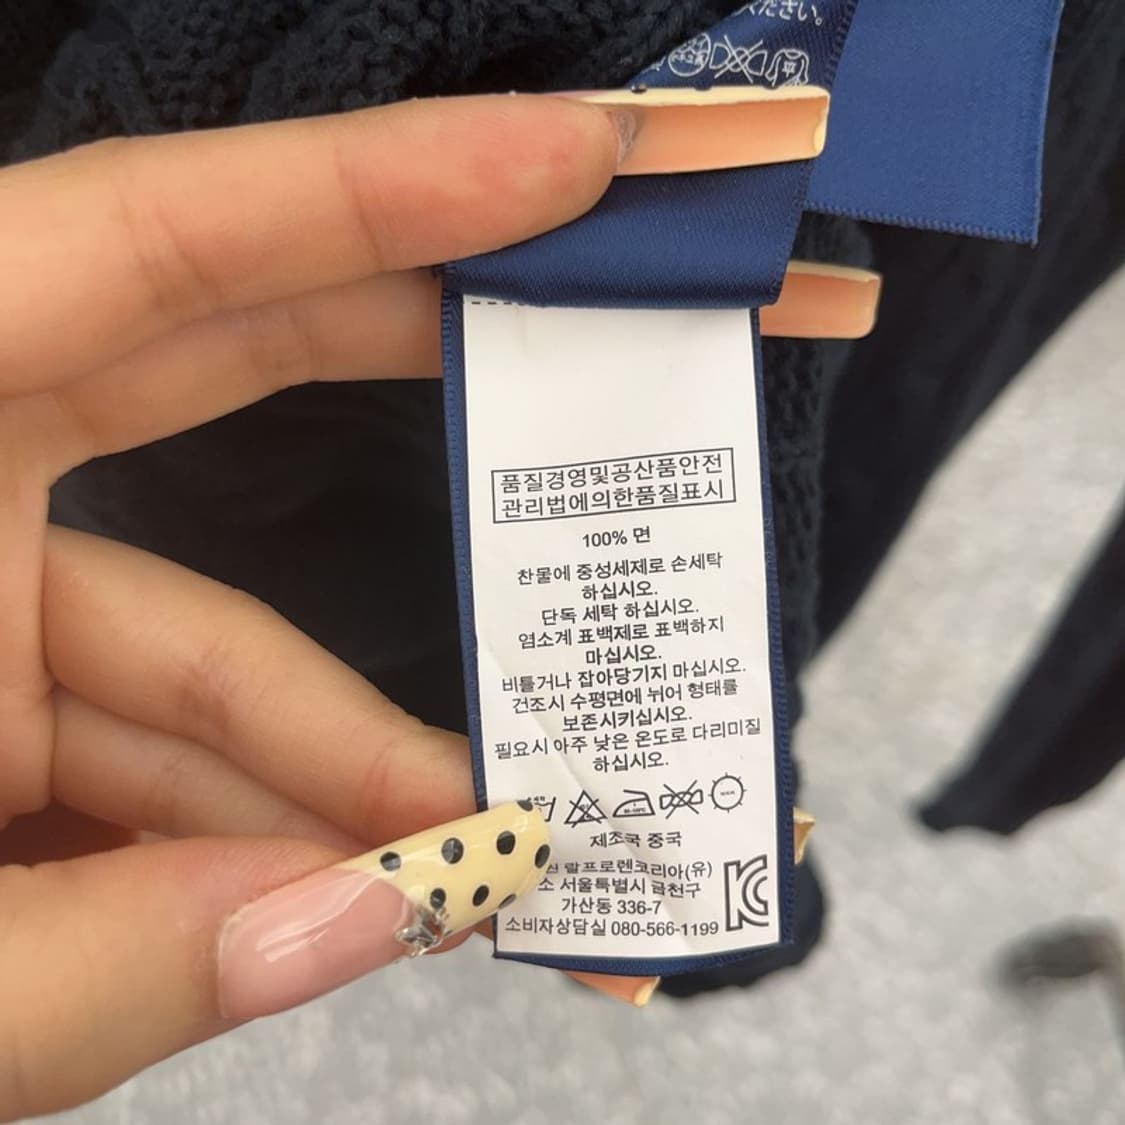 ください。
平
품질경영및공산품안전
관리법에의한품질표시
100% 면
찬물에 중성세제로 손세탁
하십시오.
단독 세탁 하십시오.
염소계 표백제로 표백하지
마십시오.
비틀거나 잡아당기지 마십시오.
건조시 수평면에 뉘어 형태를
보존시키십시오.
필요시 아주 낮은 온도로 다리미질
하십시오.
제조국 중국
랄프로렌코리아(유)
소 서울특별시 금천구
가산동 336-7
소비자상담실 080-566-1199